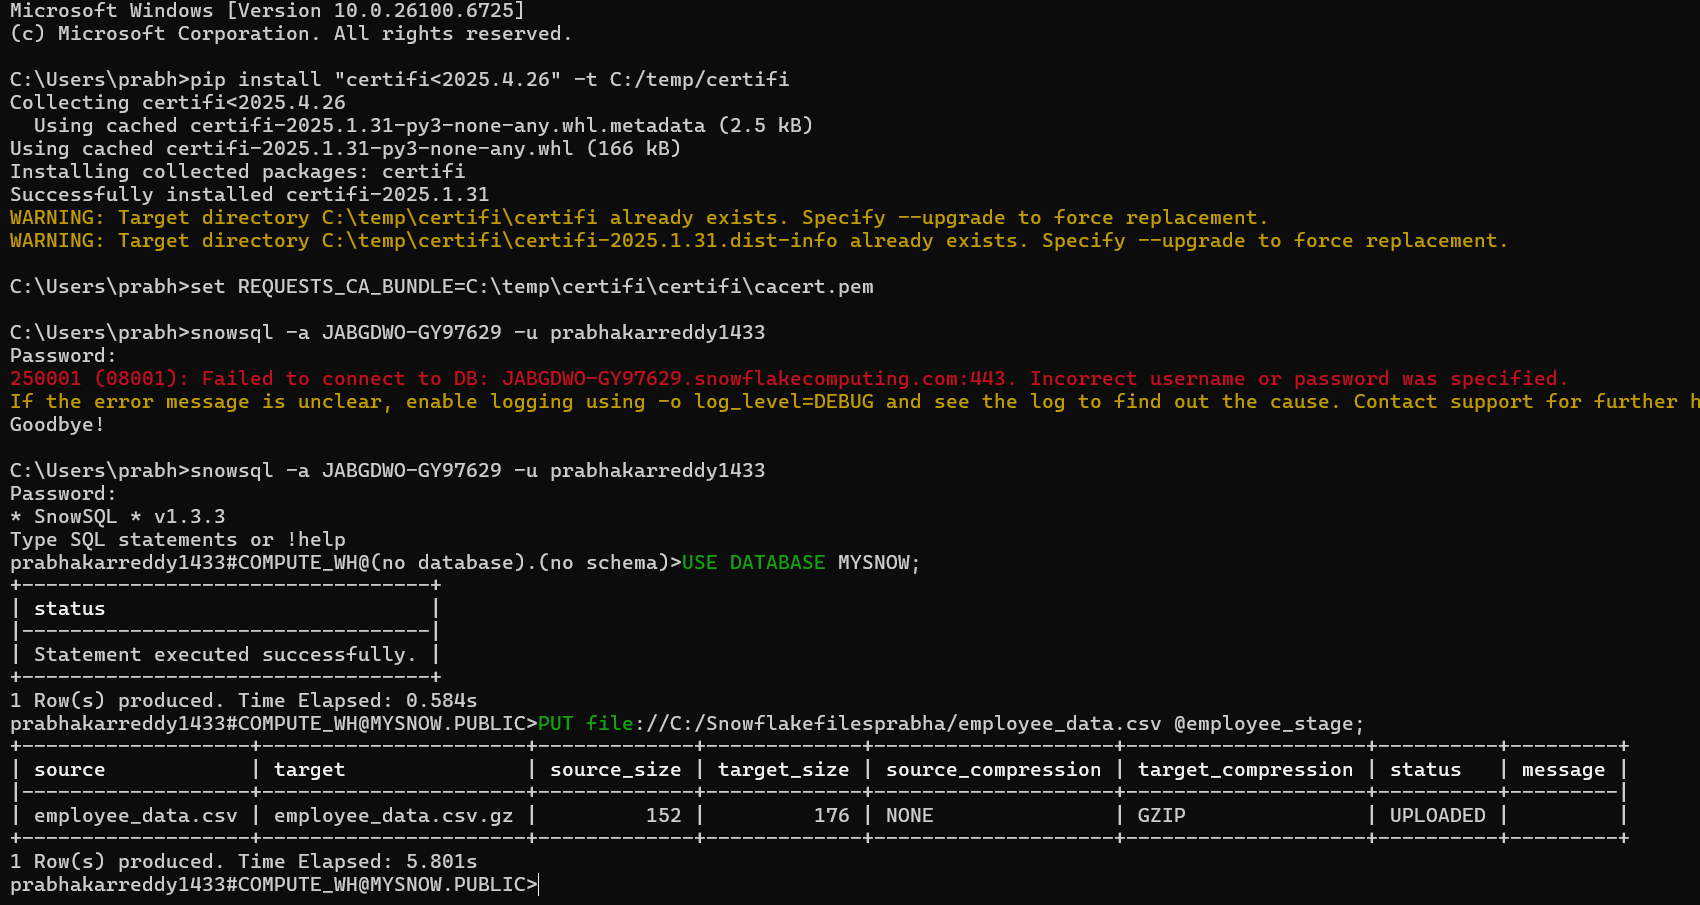 Microsoft Windows [Version 10.0.26100.6725]
(c) Microsoft Corporation. All rights reserved.
C:\Users\prabh>pip install "certifi<2025.4.26" -t C:/temp/certifi
Collecting certifi<2025.4.26
  Using cached certifi-2025.1.31-py3-none-any.whl.metadata (2.5 kB)
Using cached certifi-2025.1.31-py3-none-any.whl (166 kB)
Installing collected packages: certifi
Successfully installed certifi-2025.1.31
WARNING: Target directory C:\temp\certifi\certifi already exists. Specify --upgrade to force replacement.
WARNING: Target directory C:\temp\certifi\certifi-2025.1.31.dist-info already exists. Specify --upgrade to force replacement.
C:\Users\prabh>set REQUESTS_CA_BUNDLE=C:\temp\certifi\certifi\cacert.pem
C:\Users\prabh>snowsql -a JABGDWO-GY97629 -u prabhakarreddy1433
Password:
250001 (08001): Failed to connect to DB: JABGDWO-GY97629.snowflakecomputing.com:443. Incorrect username or password was specified.
If the error message is unclear, enable logging using -o log_level=DEBUG and see the log to find out the cause. Contact support for further h
Goodbye!
C:\Users\prabh>snowsql -a JABGDWO-GY97629 -u prabhakarreddy1433
Password:
* SnowSQL * v1.3.3
Type SQL statements or !help
prabhakarreddy1433#COMPUTE_WH@(no database).(no schema)>USE DATABASE MYSNOW;
+----------------------------------+
| status                           |
|----------------------------------|
| Statement executed successfully. |
+----------------------------------+
1 Row(s) produced. Time Elapsed: 0.584s
prabhakarreddy1433#COMPUTE_WH@MYSNOW.PUBLIC>PUT file://C:/Snowflakefilesprabha/employee_data.csv @employee_stage;
+-------------------+----------------------+-------------+-------------+--------------------+--------------------+----------+---------+
| source            | target               | source_size | target_size | source_compression | target_compression | status   | message |
|-------------------+----------------------+-------------+-------------+--------------------+--------------------+----------+---------|
| employee_data.csv | employee_data.csv.gz |         152 |         176 | NONE               | GZIP               | UPLOADED |         |
+-------------------+----------------------+-------------+-------------+--------------------+--------------------+----------+---------+
1 Row(s) produced. Time Elapsed: 5.801s
prabhakarreddy1433#COMPUTE_WH@MYSNOW.PUBLIC>